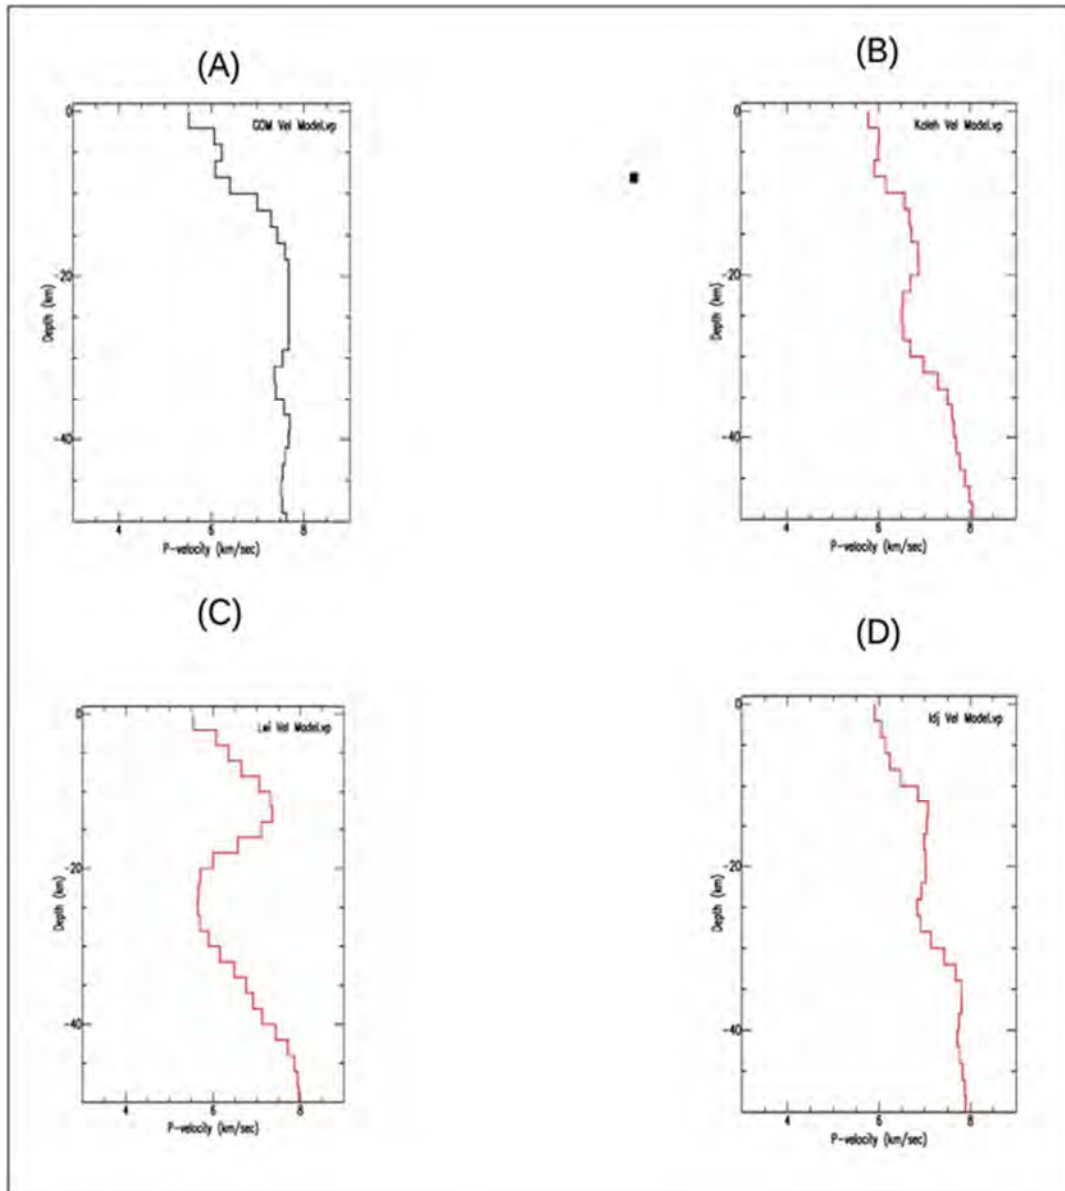 (A)
(B)
GOM Vel Model.vp
0
-20
-40
Depth (km)
4
6
8
P-velocity (km/sec)
Koleh Vel Model.vp
0
-20
-40
Depth (km)
4
6
8
P-velocity (km/sec)
(C)
(D)
Lwi Vel Model.vp
0
-20
-40
Depth (km)
4
6
8
P-velocity (km/sec)
Idj Vel Model.vp
0
-20
-40
Depth (km)
4
6
8
P-velocity (km/sec)